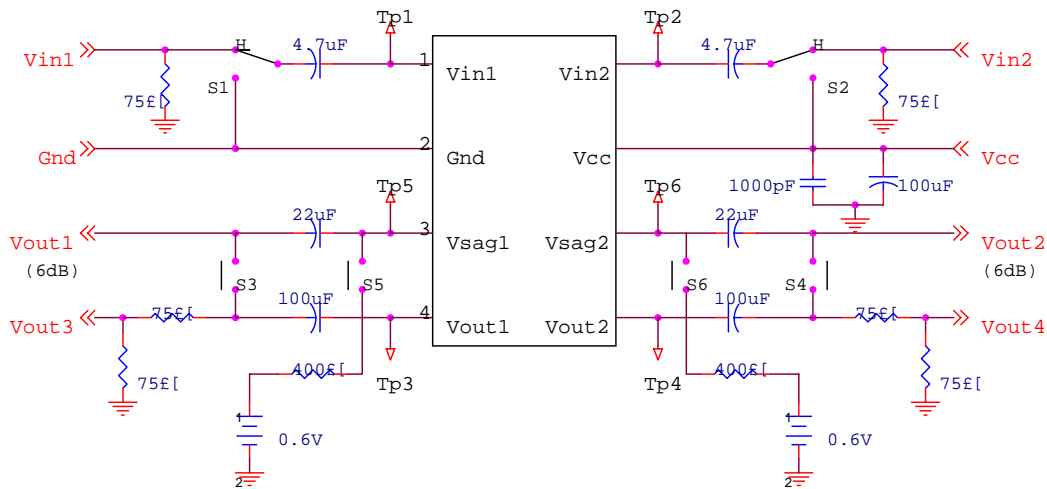 Tp1 Tp2
H 4.7uF 4.7uF H
Vin1 1 Vin1 Vin2 Vin2
75£[ S1 S2 75£[
2
Gnd Gnd Vcc Vcc
Tp5 Tp6 1000pF 100uF
22uF 22uF
3
Vout1 Vsag1 Vsag2 Vout2
(6dB) (6dB)
S3 S5 S6 S4
100uF 100uF
75£[ 4 75£[
Vout3 Vout1 Vout2 Vout4
400£[ 400£[
75£[ Tp3 Tp4 75£[
1 1
0.6V 0.6V
2 2